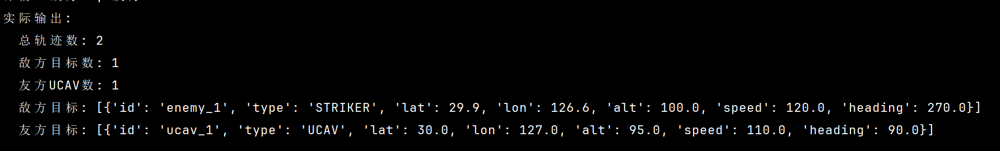 实际输出:
总轨迹数: 2
敌方目标数: 1
友方UCAV数: 1
敌方目标: [{'id': 'enemy_1', 'type': 'STRIKER', 'lat': 29.9, 'lon': 126.6, 'alt': 100.0, 'speed': 120.0, 'heading': 270.0}]
友方目标: [{'id': 'ucav_1', 'type': 'UCAV', 'lat': 30.0, 'lon': 127.0, 'alt': 95.0, 'speed': 110.0, 'heading': 90.0}]